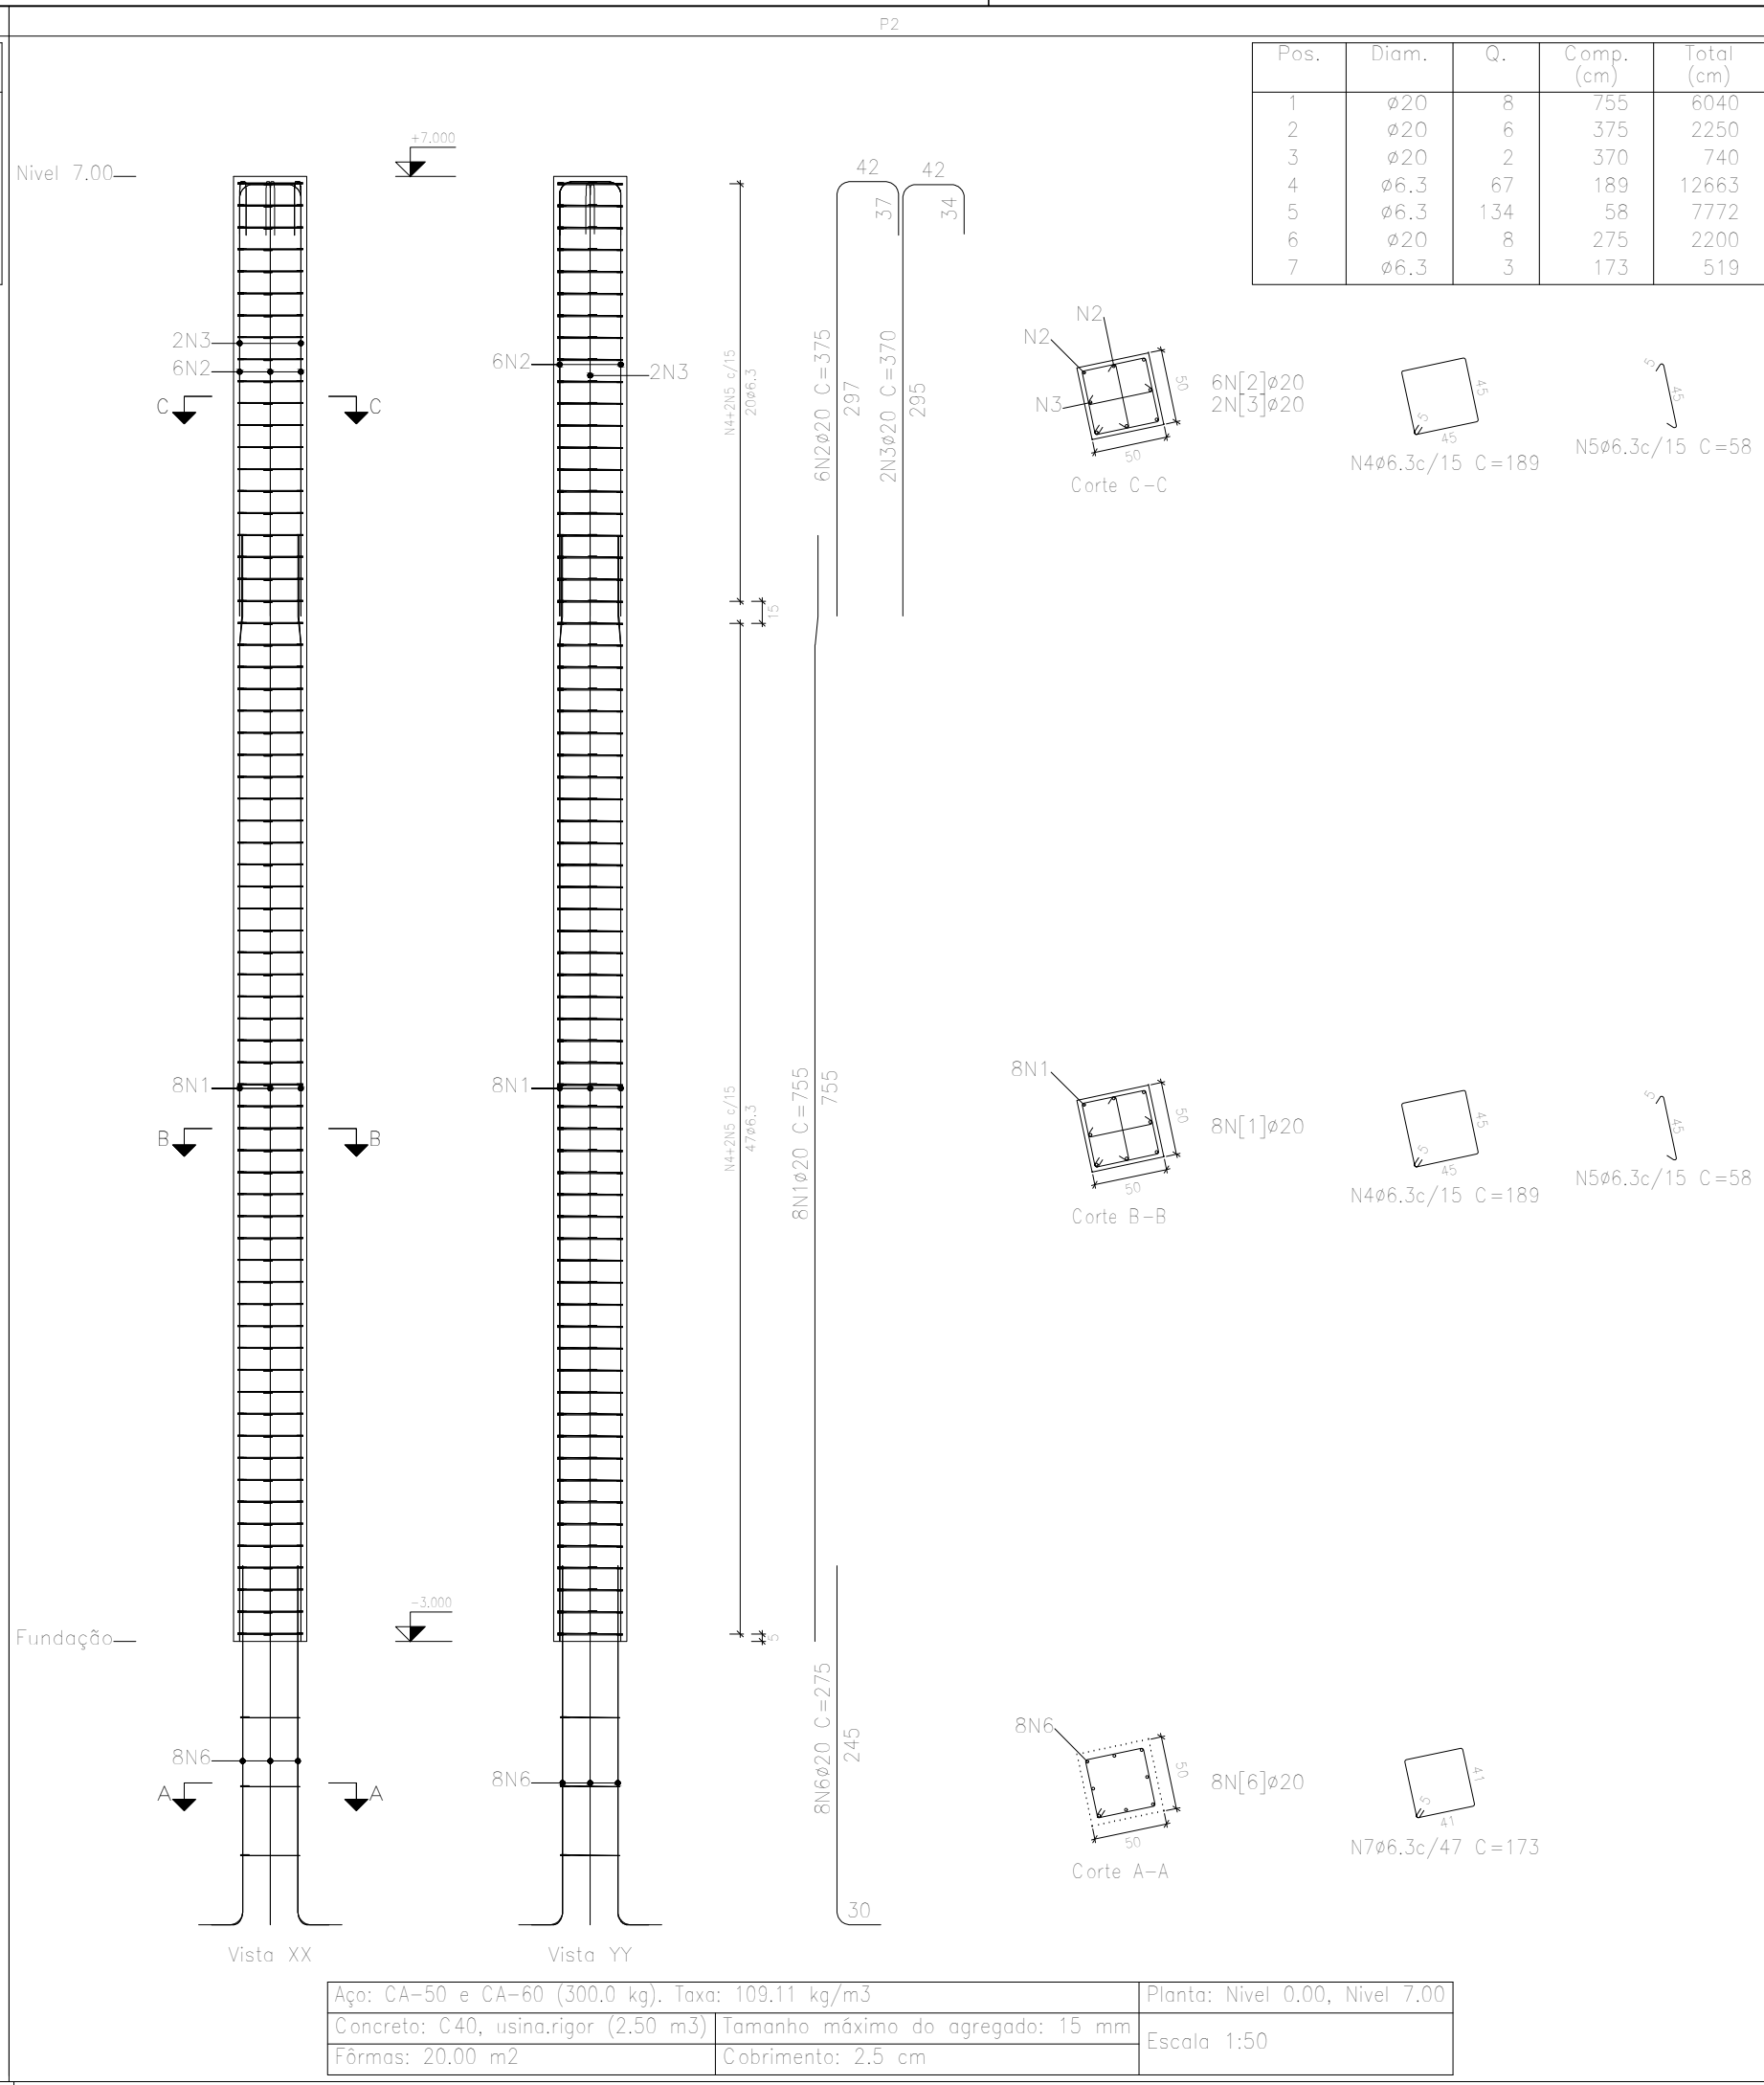 P2
Pos. Diam. Q. Comp. (cm) Total (cm)
1 ø20 8 755 6040
2 ø20 6 375 2250
3 ø20 2 370 740
4 ø6.3 67 189 12663
5 ø6.3 134 58 7772
6 ø20 8 275 2200
7 ø6.3 3 173 519
Nivel 7.00
+7.000
2N3
6N2
C C
6N2
2N3
N4+2N5 c/15
20ø6.3
15
42
42
37
34
6N2ø20 C=375
297
2N3ø20 C=370
295
N2
N2
N3
50
50
6N[2]ø20
2N[3]ø20
Corte C-C
45
45
5
N4ø6.3c/15 C=189
5
45
N5ø6.3c/15 C=58
8N1
B B
8N1
N4+2N5 c/15
47ø6.3
5
8N1ø20 C=755
755
8N1
50
50
8N[1]ø20
Corte B-B
45
45
5
N4ø6.3c/15 C=189
5
45
N5ø6.3c/15 C=58
Fundação
-3.000
8N6
A A
8N6
8N6ø20 C=275
245
30
8N6
50
50
8N[6]ø20
Corte A-A
41
41
5
N7ø6.3c/47 C=173
Vista XX
Vista YY
Aço: CA-50 e CA-60 (300.0 kg). Taxa: 109.11 kg/m3
Planta: Nivel 0.00, Nivel 7.00
Concreto: C40, usina.rigor (2.50 m3)
Tamanho máximo do agregado: 15 mm
Escala 1:50
Fôrmas: 20.00 m2
Cobrimento: 2.5 cm